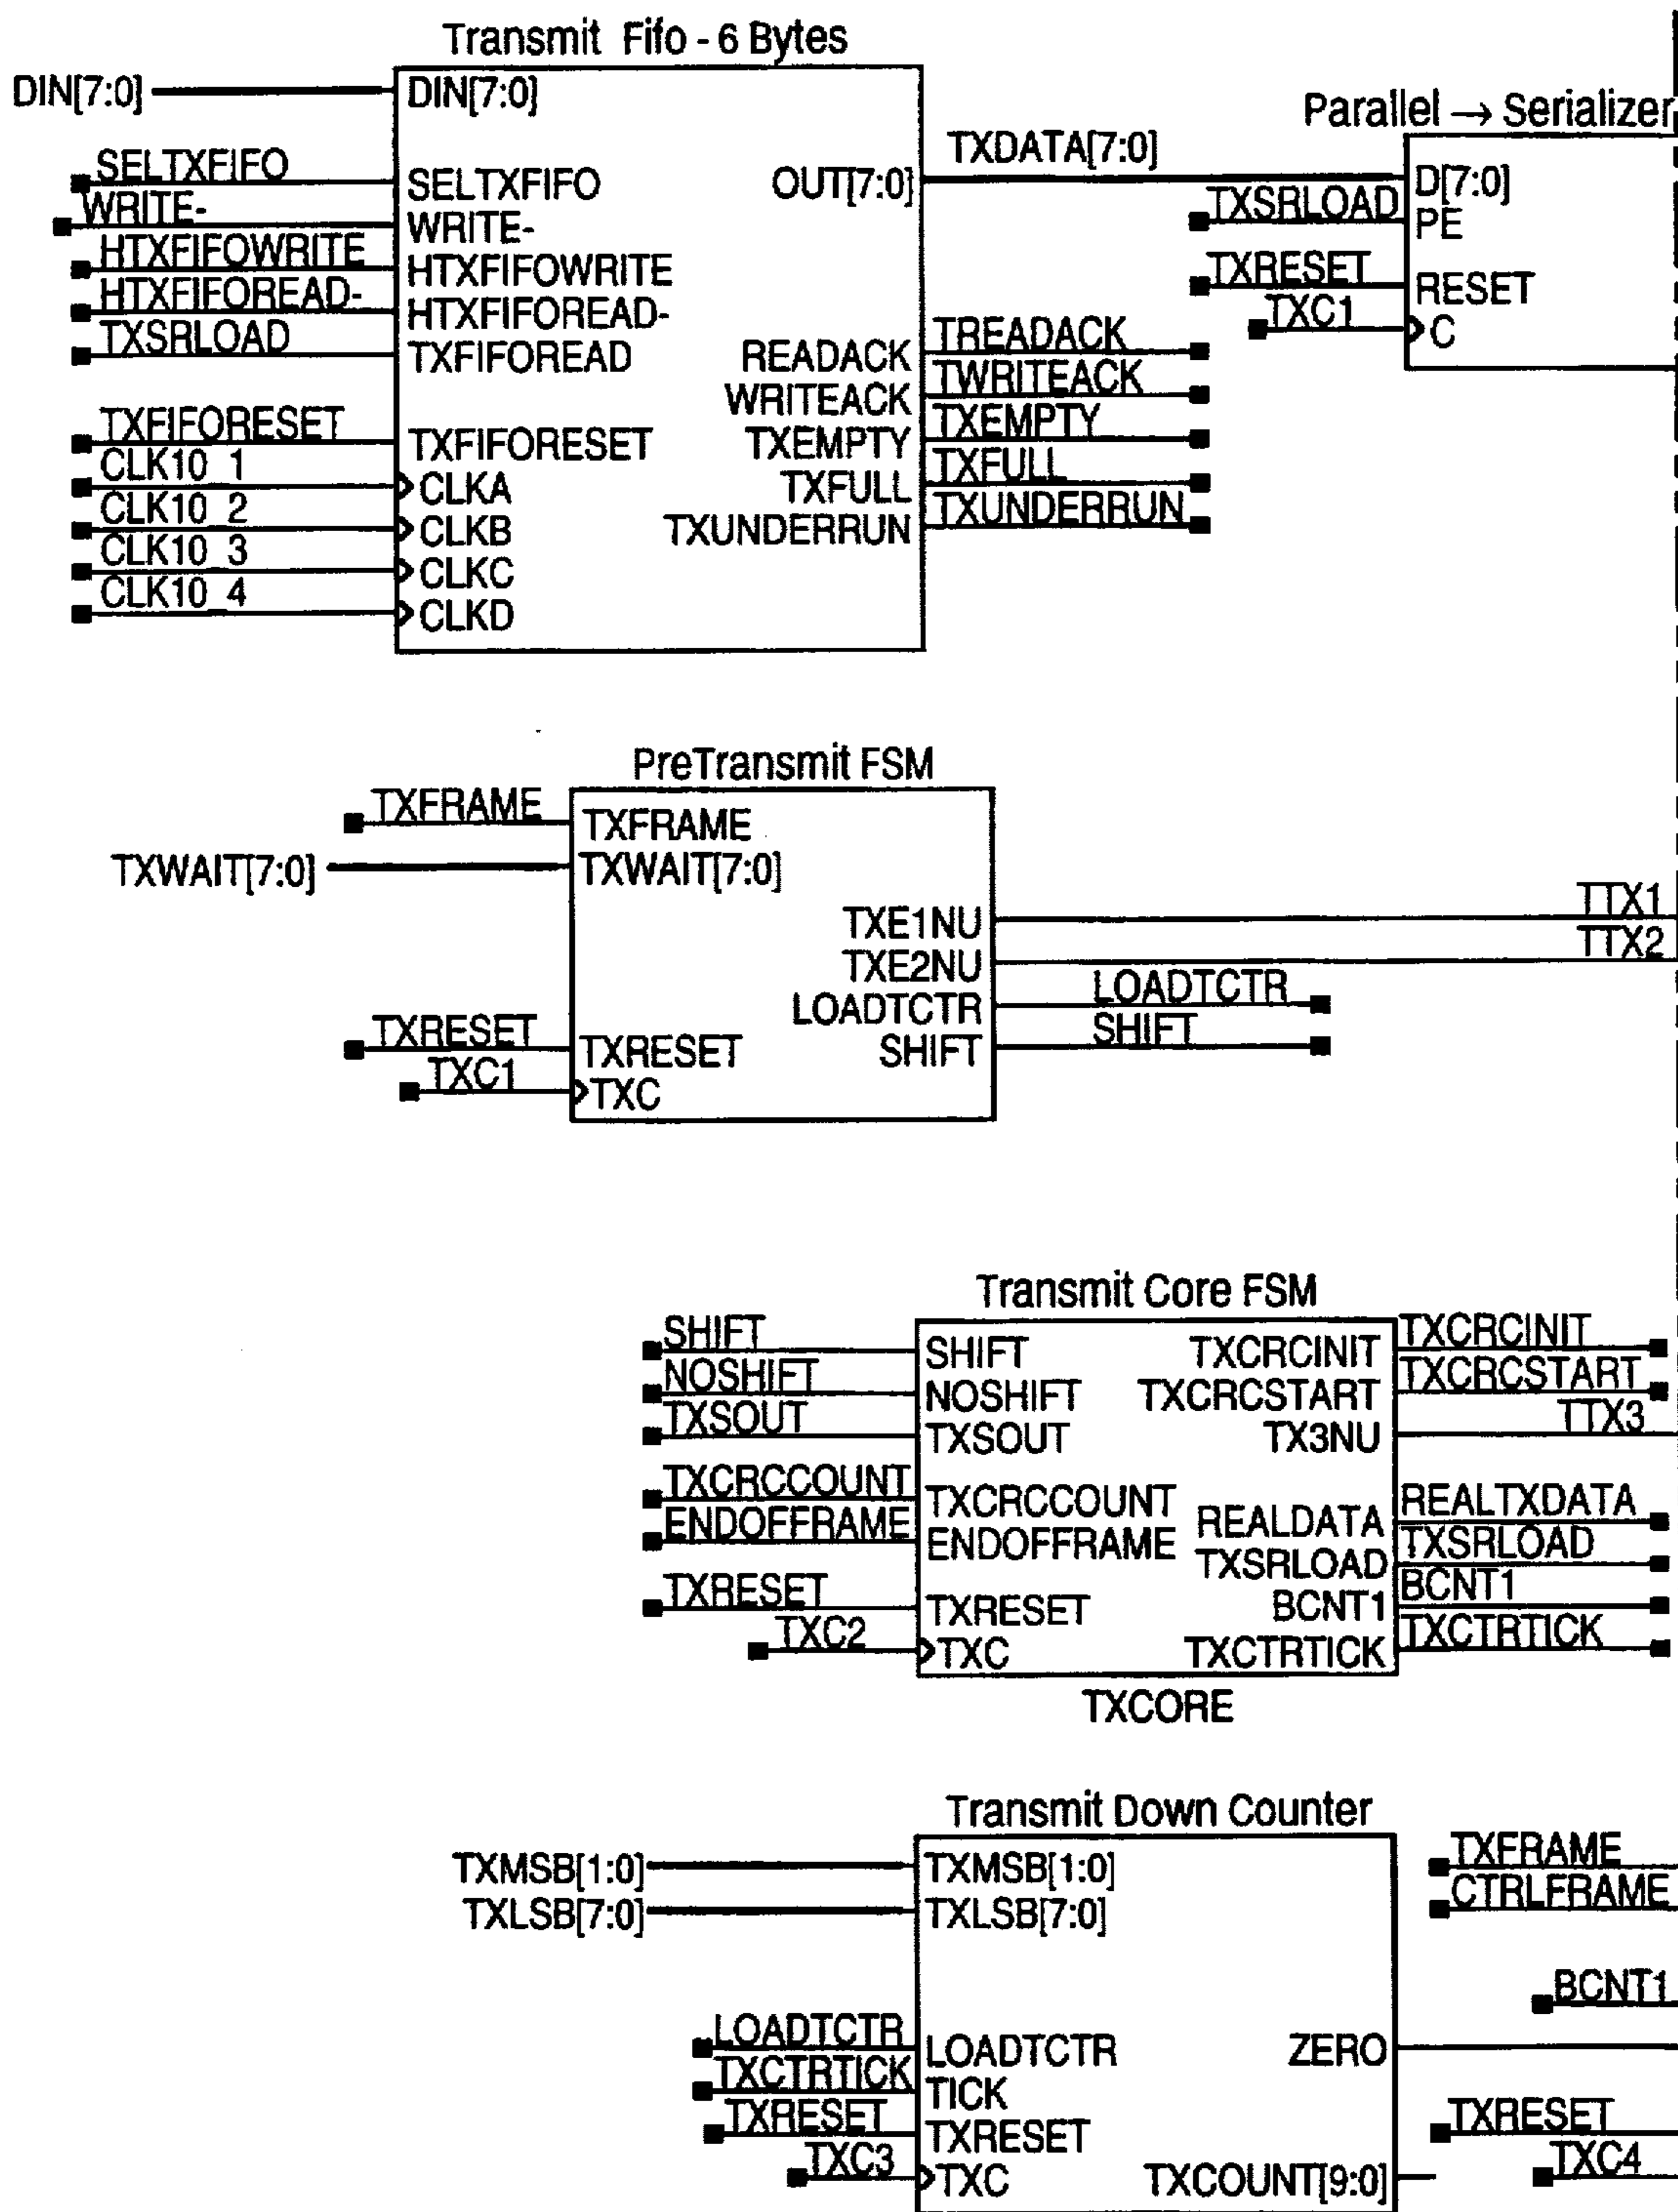 Transmit Fifo - 6 Bytes
DIN[7:0]
DIN[7:0]
SELTXFIFO
SELTXFIFO
WRITE-
WRITE-
HTXFIFOWRITE
HTXFIFOWRITE
HTXFIFOREAD-
HTXFIFOREAD-
TXSRLOAD
TXFIFOREAD
TXFIFORESET
TXFIFORESET
CLK10_1
CLKA
CLK10_2
CLKB
CLK10_3
CLKC
CLK10_4
CLKD
OUT[7:0]
TXDATA[7:0]
READACK
TREADACK
WRITEACK
TWRITEACK
TXEMPTY
TXEMPTY
TXFULL
TXFULL
TXUNDERRUN
TXUNDERRUN
Parallel → Serializer
D[7:0]
TXSRLOAD
PE
TXRESET
RESET
TXC1
C
PreTransmit FSM
TXFRAME
TXFRAME
TXWAIT[7:0]
TXWAIT[7:0]
TXE1NU
TTX1
TXE2NU
TTX2
LOADTCTR
LOADTCTR
SHIFT
SHIFT
TXRESET
TXRESET
TXC1
TXC
Transmit Core FSM
SHIFT
SHIFT
NOSHIFT
NOSHIFT
TXSOUT
TXSOUT
TXCRCCOUNT
TXCRCCOUNT
ENDOFFRAME
ENDOFFRAME
TXRESET
TXRESET
TXC2
TXC
TXCRCINIT
TXCRCINIT
TXCRCSTART
TXCRCSTART
TX3NU
TTX3
REALDATA
REALTXDATA
TXSRLOAD
TXSRLOAD
BCNT1
BCNT1
TXCTRTICK
TXCTRTICK
TXCORE
Transmit Down Counter
TXMSB[1:0]
TXMSB[1:0]
TXLSB[7:0]
TXLSB[7:0]
LOADTCTR
LOADTCTR
TXCTRTICK
TICK
TXRESET
TXRESET
TXC3
TXC
ZERO
TXCOUNT[9:0]
TXFRAME
CTRLFRAME
BCNT1
TXRESET
TXC4